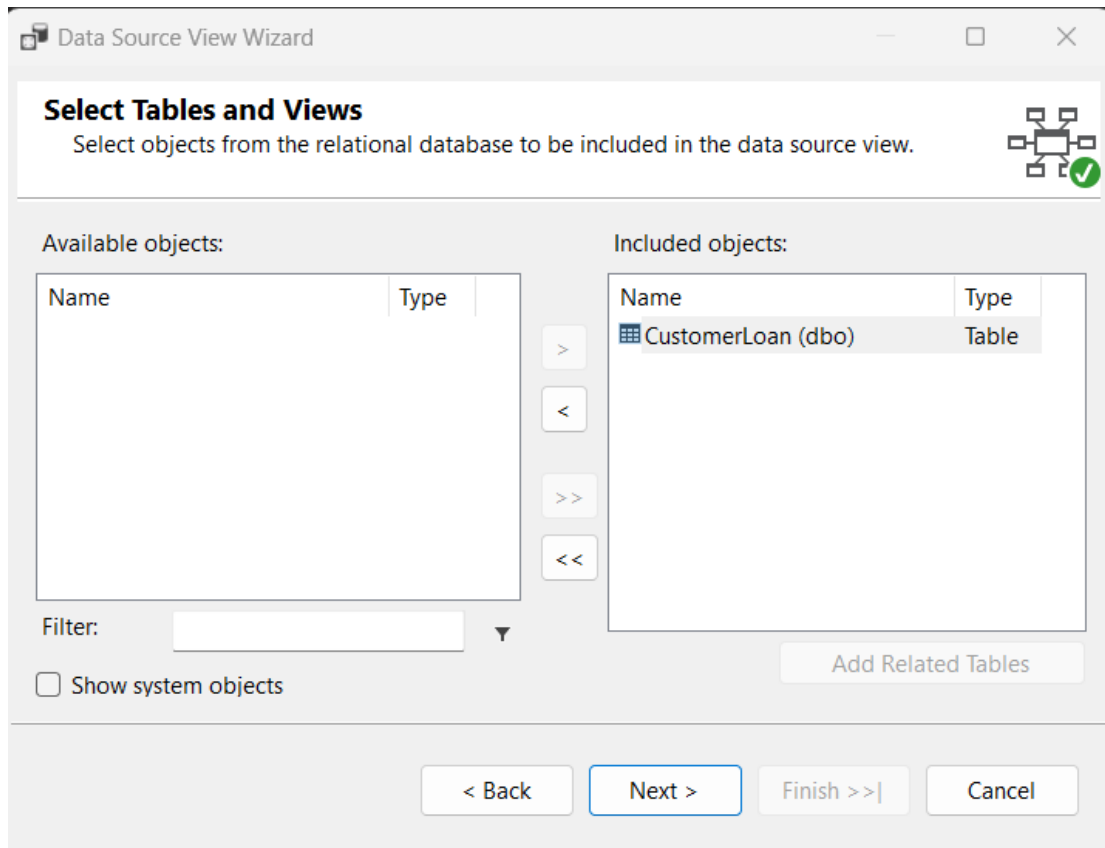 Data Source View Wizard
Select Tables and Views
Select objects from the relational database to be included in the data source view.
Available objects:
Included objects:
Name Type
Name Type
CustomerLoan (dbo) Table
>
<
>>
<<
Filter:
Add Related Tables
Show system objects
< Back Next > Finish >>| Cancel